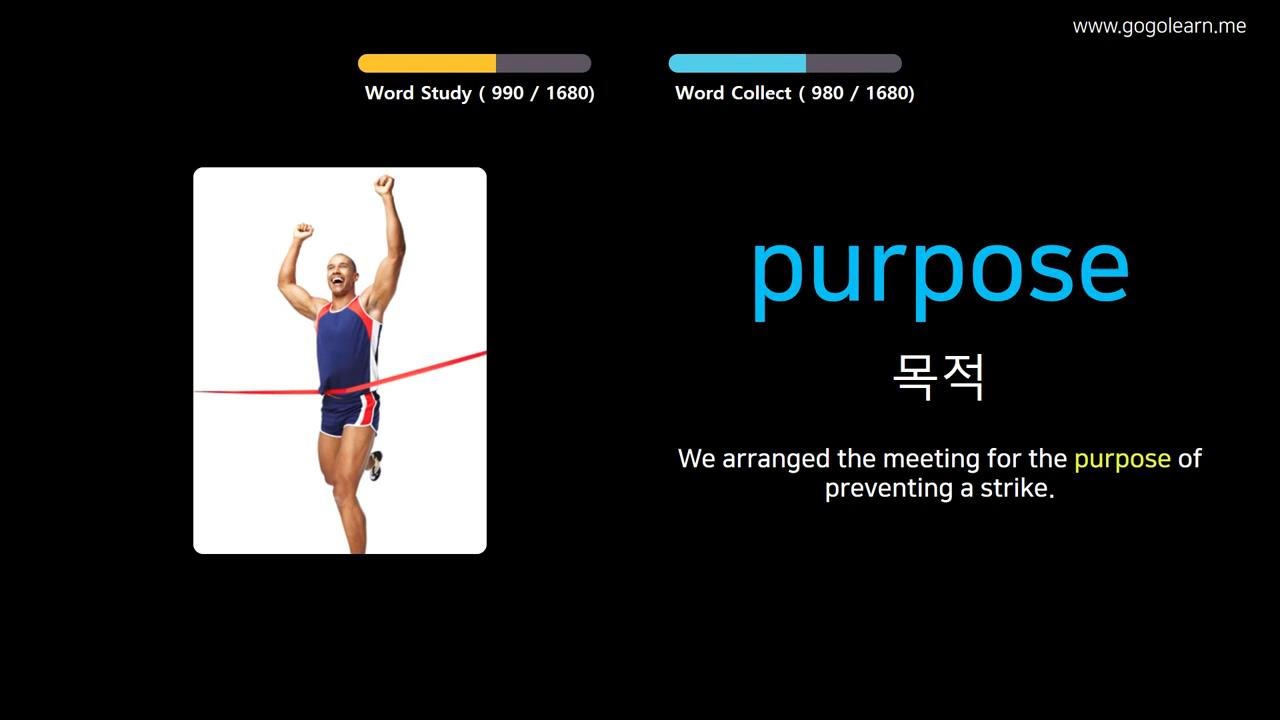 www.gogolearn.me
Word Study ( 990 / 1680)
Word Collect ( 980 / 1680)
purpose
목적
We arranged the meeting for the purpose of
preventing a strike.